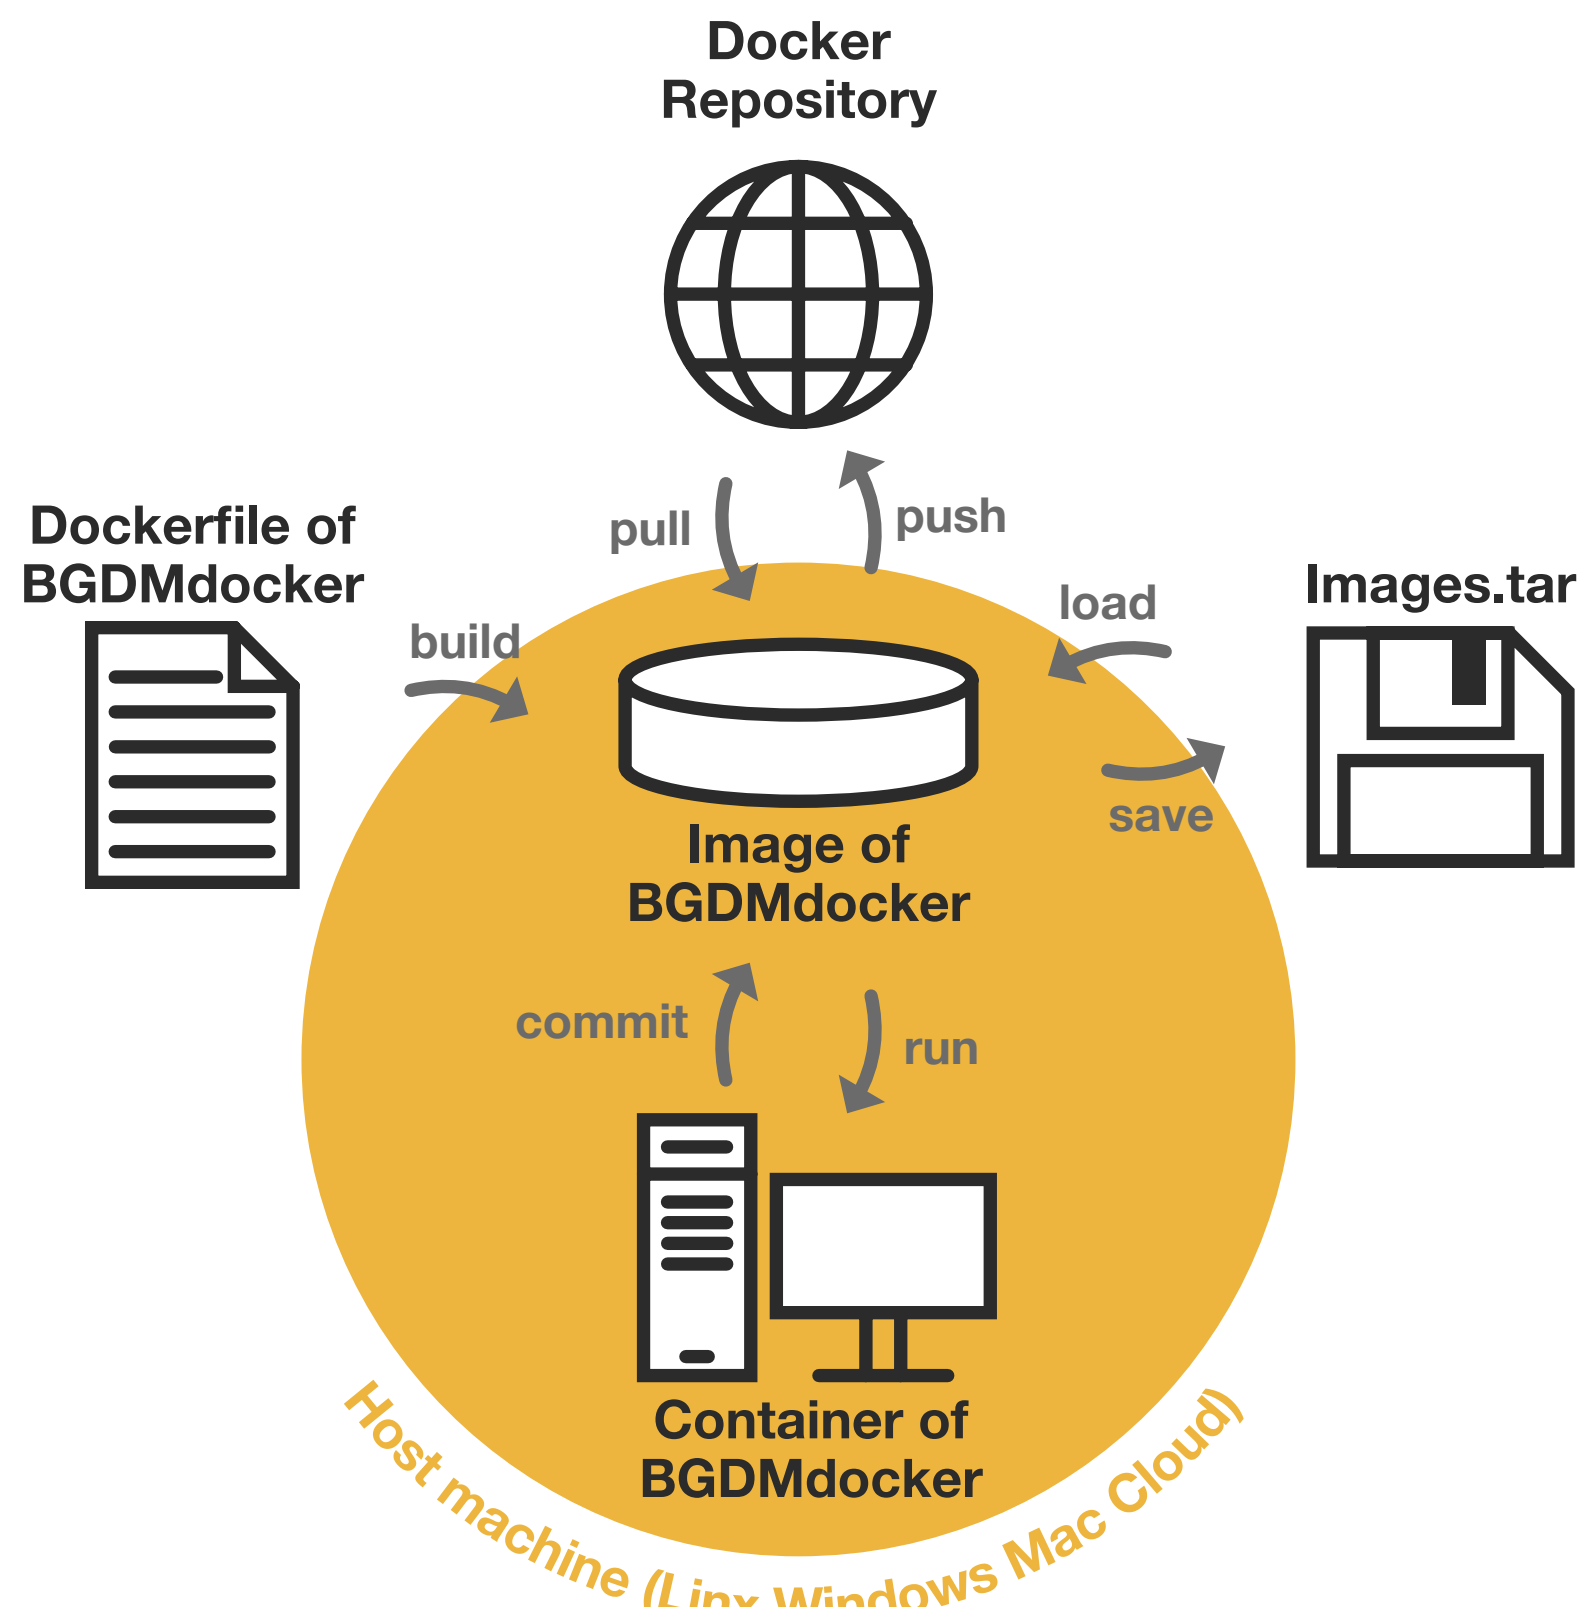 Docker
Repository
pull
push
Dockerfile of
BGDMdocker
build
load
Images.tar
save
Image of
BGDMdocker
commit
run
Container of
BGDMdocker
Host machine (Linx Windows Mac Cloud)